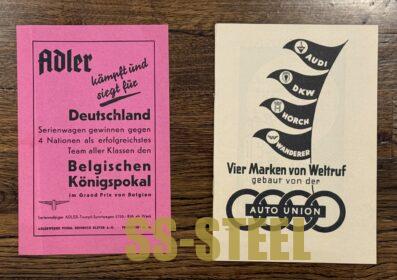 Adler
kämpft und
siegt für
Deutschland
Serienwagen gewinnen gegen
4 Nationen als erfolgreichstes
Team aller Klassen den
Belgischen
Königspokal
im Grand Prix von Belgien
AUDI
DKW
HORCH
WANDERER
Vier Marken von Weltruf
gebaut von der
AUTO UNION
SS-STEEL